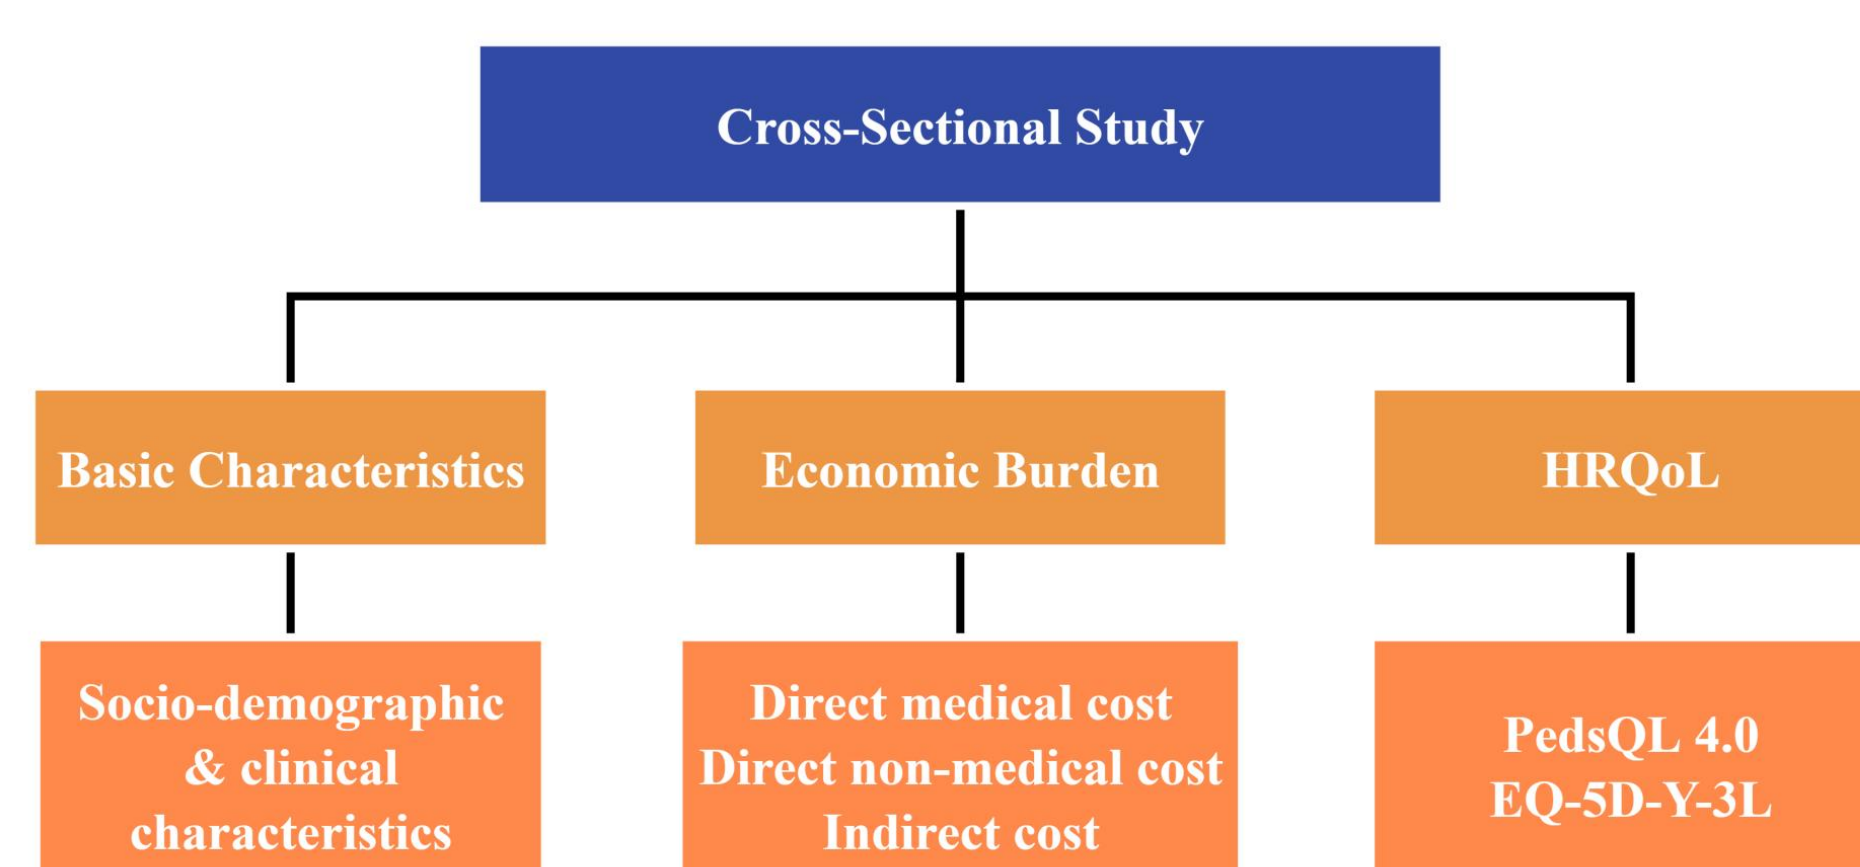 Cross-Sectional Study
Basic Characteristics
Economic Burden
HRQoL
Socio-demographic
& clinical
characteristics
Direct medical cost
Direct non-medical cost
Indirect cost
PedsQL 4.0
EQ-5D-Y-3L